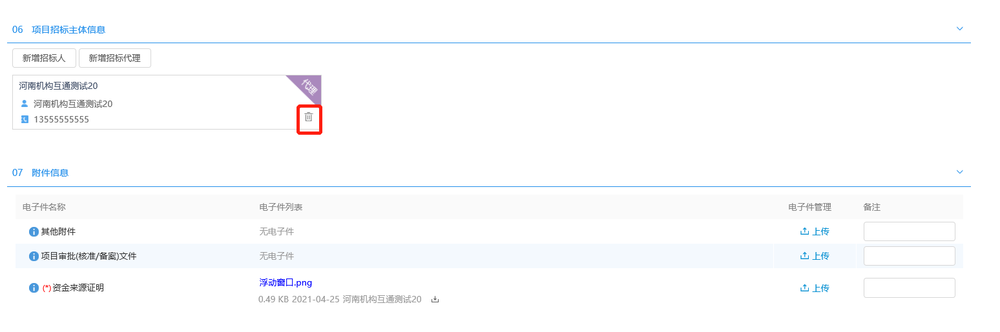 06 项目招标主体信息
新增招标人 新增招标代理
河南机构互通测试20 代理
河南机构互通测试20
13555555555
07 附件信息
电子件名称 电子件列表 电子件管理 备注
其他附件 无电子件 上传
项目审批(核准/备案)文件 无电子件 上传
浮动窗口.png
(*)资金来源证明 上传
0.49 KB 2021-04-25 河南机构互通测试20